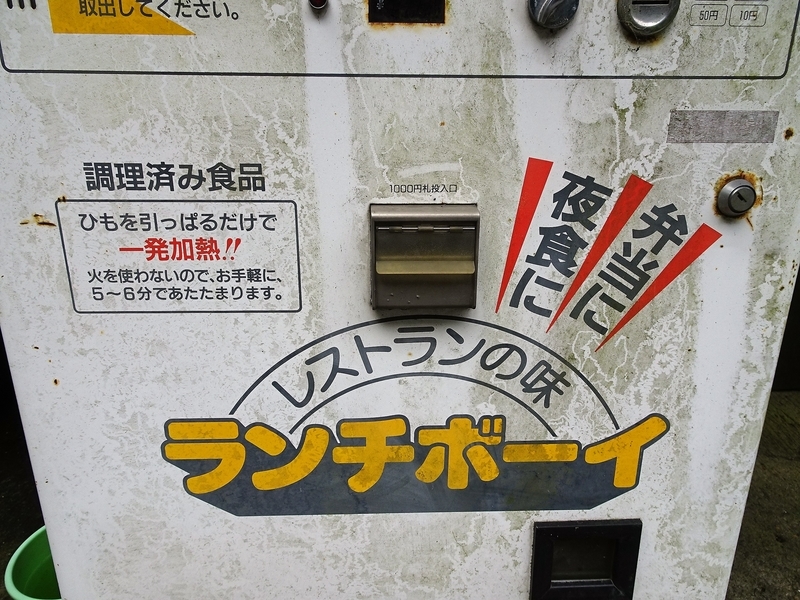 取出してください。
50円 10円
調理済み食品
ひもを引っぱるだけで
一発加熱!!
火を使わないので、お手軽に、
5〜6分であたたまります。
1000円札投入口
弁当に
夜食に
レストランの味
ランチボーイ